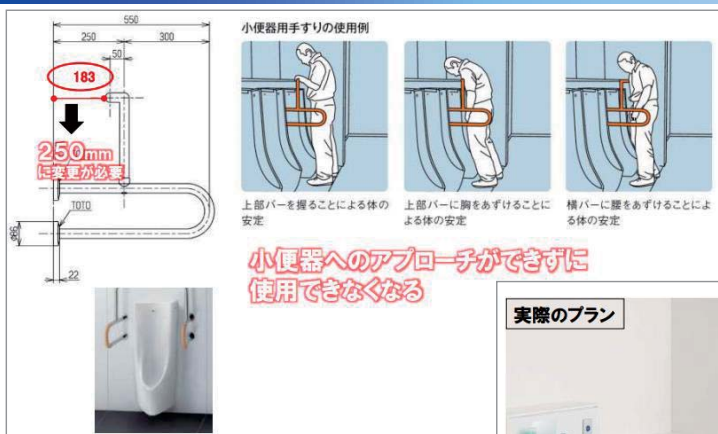 小便器用手すりの使用例
550
250
300
50
183
250mm
に変更が必要
TOTO
φ86
22
上部バーを握ることによる体の
安定
上部バーに胸をあずけることに
よる体の安定
横バーに腰をあずけることによ
る体の安定
小便器へのアプローチができずに
使用できなくなる
実際のプラン